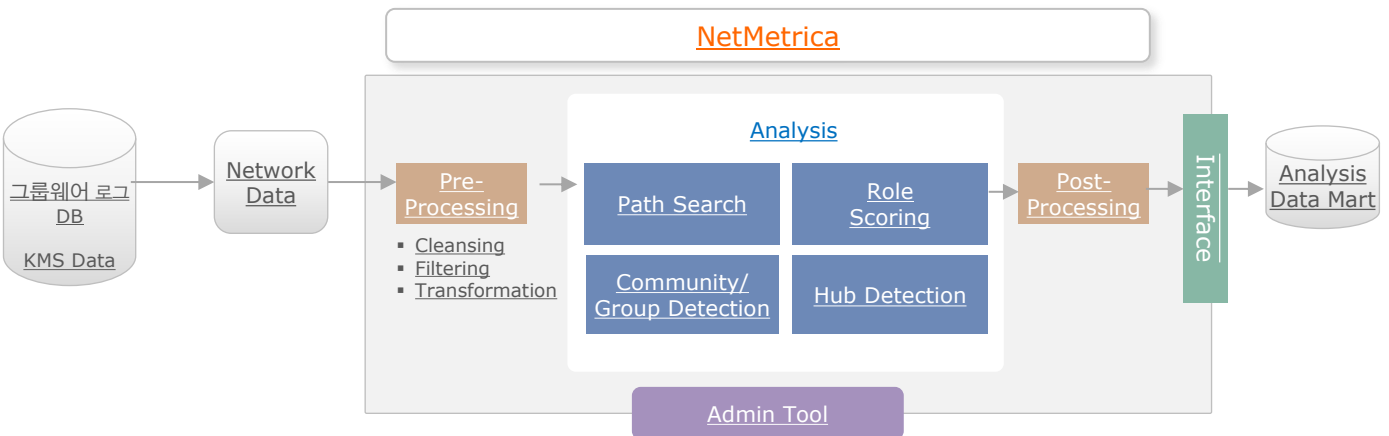 NetMetrica
그룹웨어 로그
DB
KMS Data
Network
Data
Pre-
Processing
▪ Cleansing
▪ Filtering
▪ Transformation
Analysis
Path Search
Role
Scoring
Community/
Group Detection
Hub Detection
Post-
Processing
Interface
Analysis
Data Mart
Admin Tool